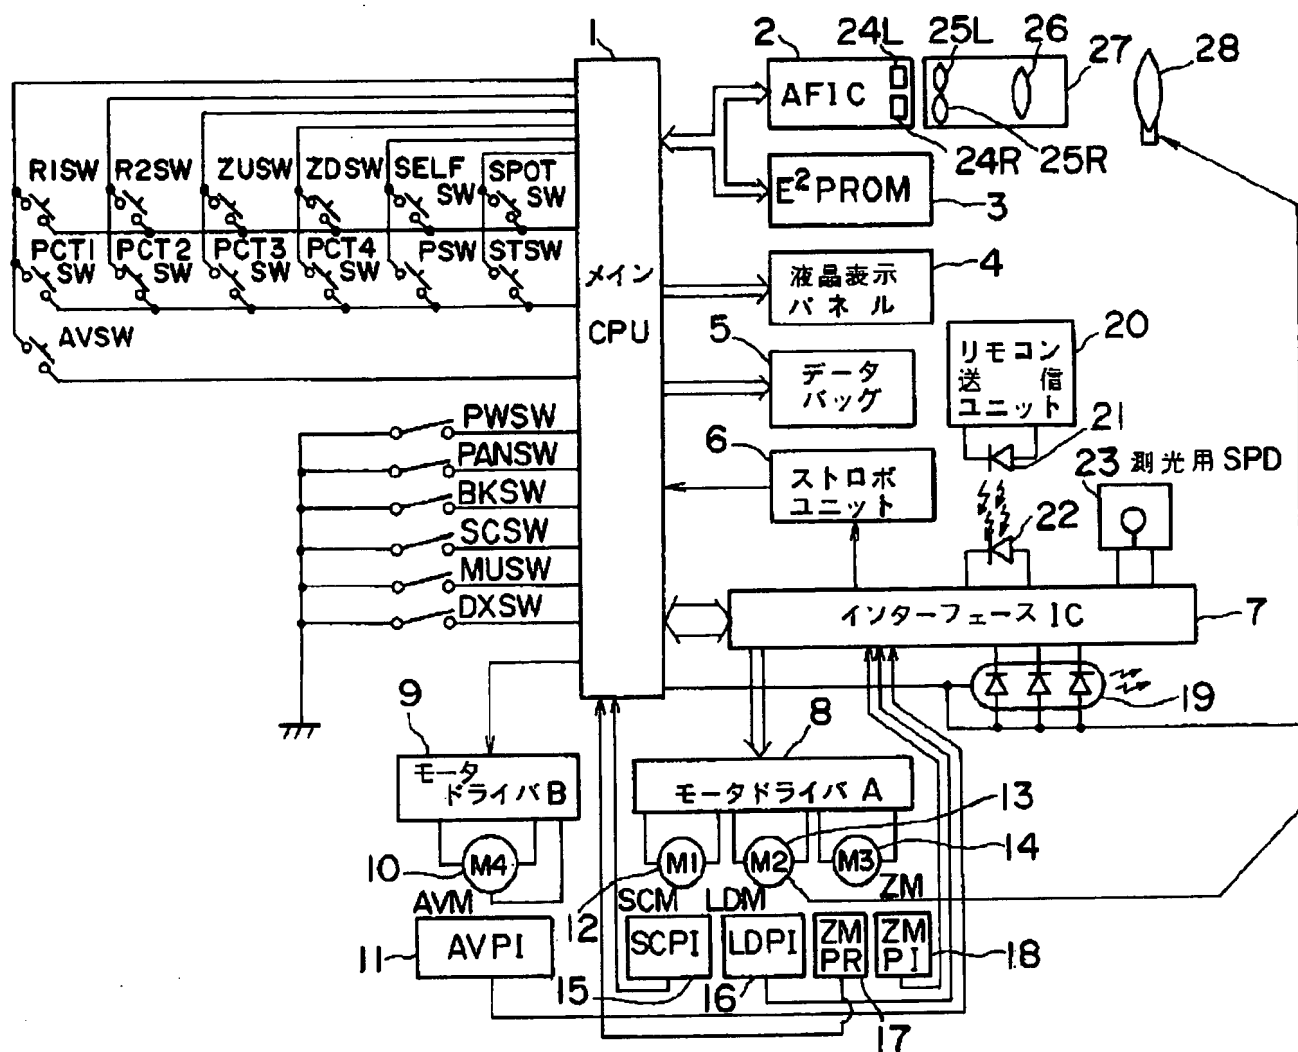 1
2
24L
25L
26
27
28
AFIC
24R
25R
R1SW
R2SW
ZUSW
ZDSW
SELF
SW
SPOT
SW
E²PROM
3
PCT1
SW
PCT2
SW
PCT3
SW
PCT4
SW
PSW
STSW
メイン
CPU
液晶表示
パネル
4
AVSW
5
データ
バッグ
リモコン
送信
ユニット
20
21
PWSW
PANSW
BKSW
SCSW
MUSW
DXSW
6
ストロボ
ユニット
23
測光用SPD
22
インターフェース IC
7
19
9
モータ
ドライバ B
8
モータドライバ A
13
14
10
M4
M1
M2
M3
AVM
12
SCM
LDM
ZM
11
AVPI
SCPI
LDPI
ZM
PR
ZM
PI
18
15
16
17